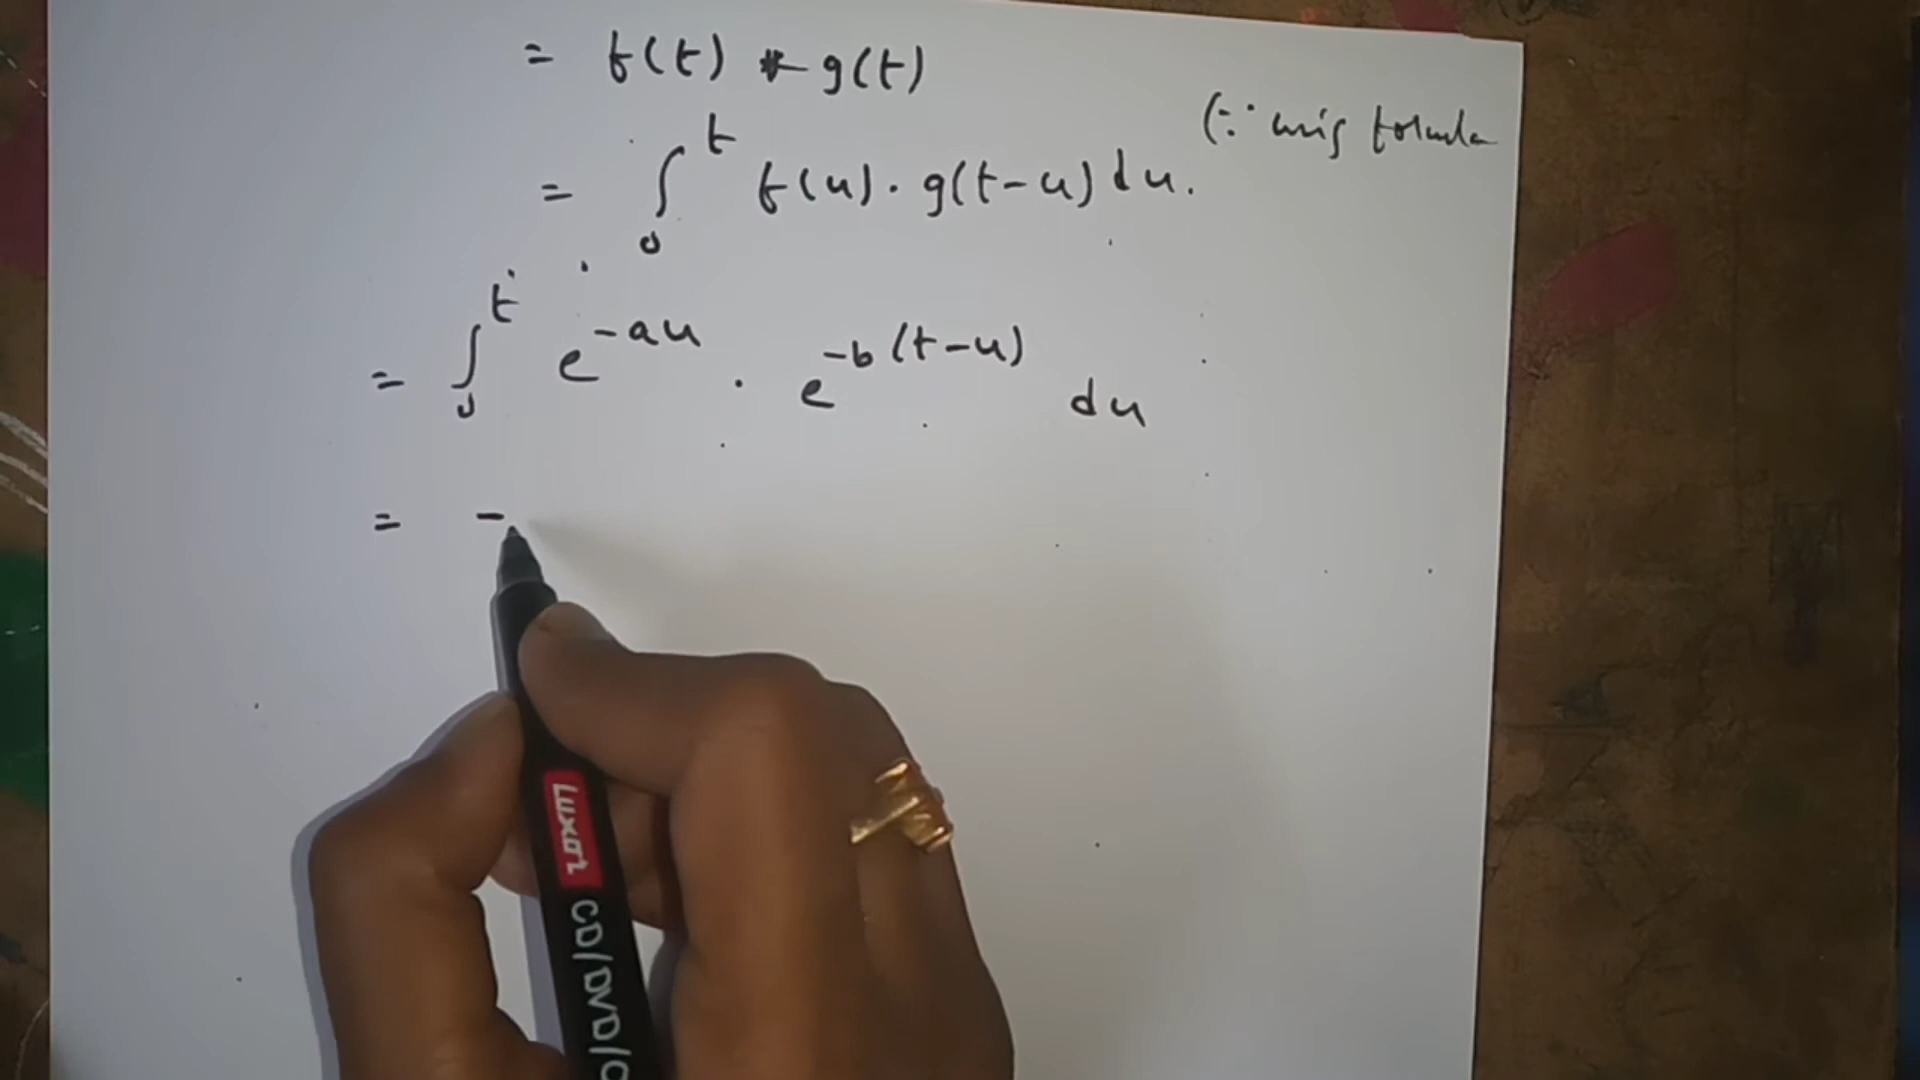 = f(t) * g(t)
(∵ using formula
= ∫₀ᵗ f(u) · g(t-u) du.
= ∫₀ᵗ e^{-au} · e^{-b(t-u)} du
= -
Luxor
CD/DVD/